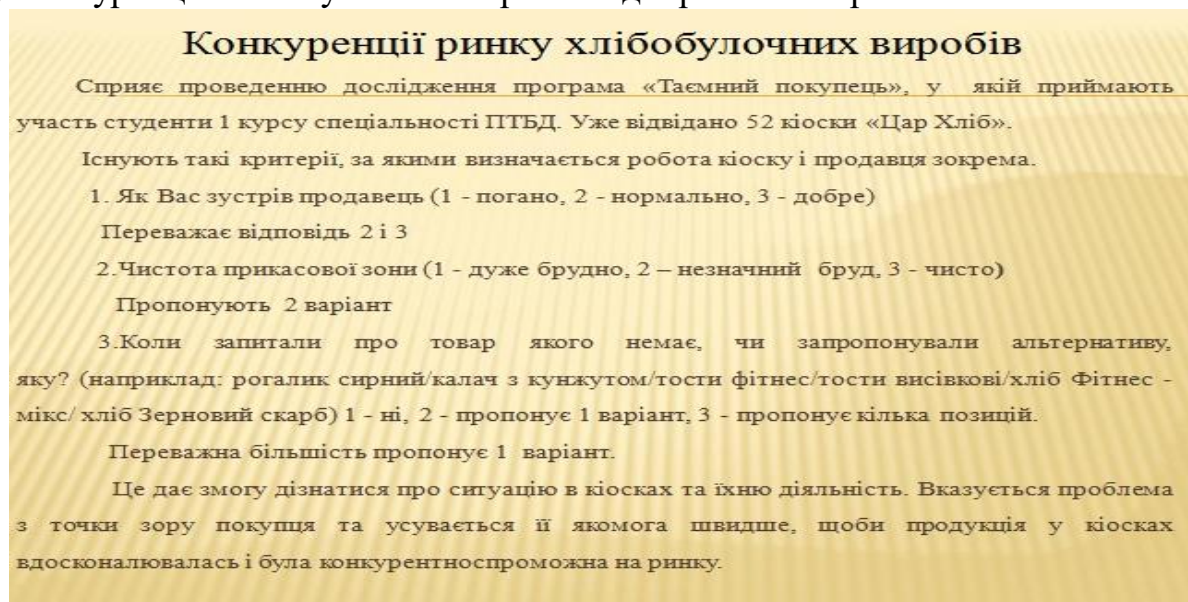 Конкуренції ринку хлібобулочних виробів
Сприяє проведенню дослідження програма «Таємний покупець», у якій приймають
участь студенти 1 курсу спеціальності ПТБД. Уже відвідано 52 кіоски «Цар Хліб».
Існують такі критерії, за якими визначається робота кіоску і продавця зокрема.
1. Як Вас зустрів продавець (1 - погано, 2 - нормально, 3 - добре)
Переважає відповідь 2 і 3
2.Чистота прикасової зони (1 - дуже брудно, 2 – незначний бруд, 3 - чисто)
Пропонують 2 варіант
3.Коли запитали про товар якого немає, чи запропонували альтернативу,
яку? (наприклад: рогалик сирний/калач з кунжутом/тости фітнес/тости висівкові/хліб Фітнес -
мікс/ хліб Зерновий скарб) 1 - ні, 2 - пропонує 1 варіант, 3 - пропонує кілька позицій.
Переважна більшість пропонує 1 варіант.
Це дає змогу дізнатися про ситуацію в кіосках та їхню діяльність. Вказується проблема
з точки зору покупця та усувається її якомога швидше, щоби продукція у кіосках
вдосконалювалась і була конкурентноспроможна на ринку.